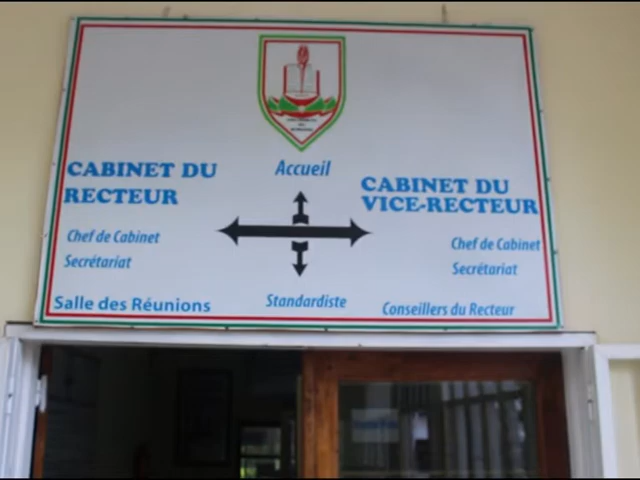 Accueil
CABINET DU
RECTEUR
CABINET DU
VICE-RECTEUR
Chef de Cabinet
Secrétariat
Chef de Cabinet
Secrétariat
Salle des Réunions
Standardiste
Conseillers du Recteur